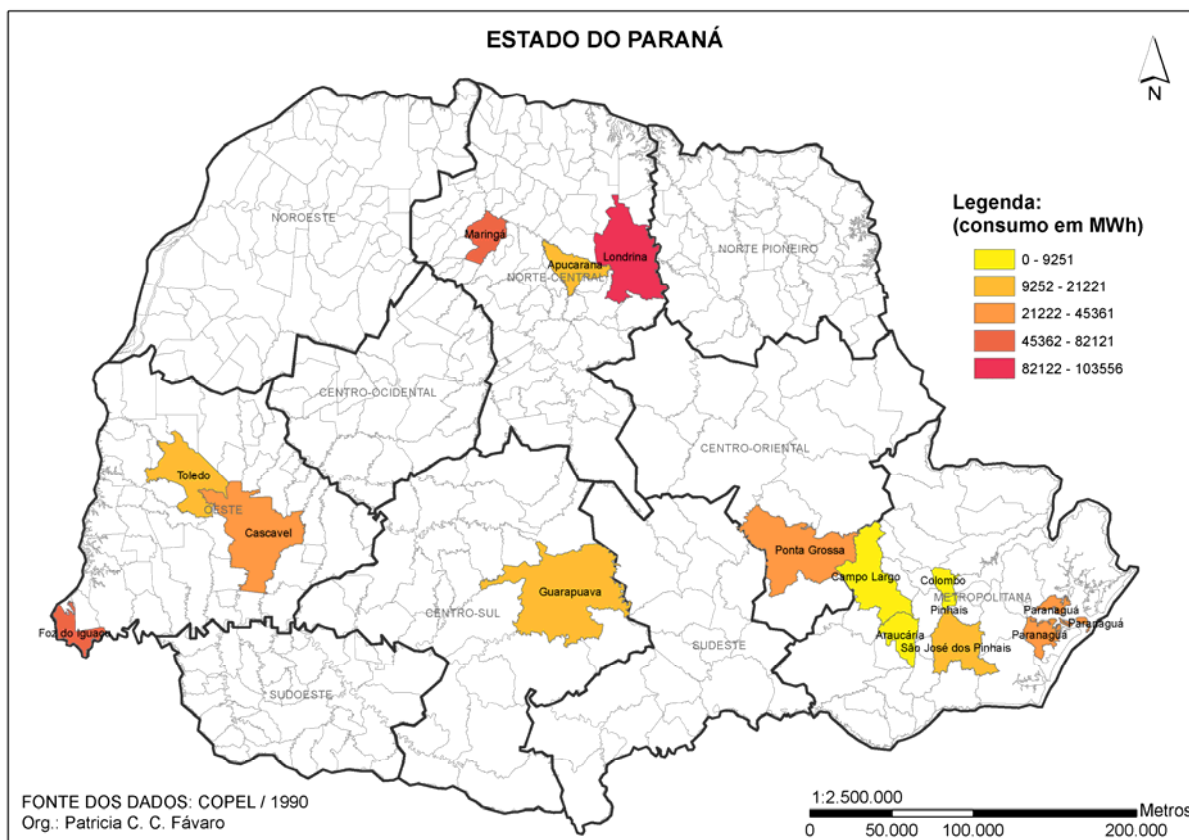 ESTADO DO PARANÁ
N
NOROESTE
Maringá
Apucarana
Londrina
NORTE-CENTRAL
NORTE PIONEIRO
Legenda:
(consumo em MWh)
0 - 9251
9252 - 21221
21222 - 45361
45362 - 82121
82122 - 103556
CENTRO-OCIDENTAL
CENTRO-ORIENTAL
Toledo
OESTE
Cascavel
Ponta Grossa
Guarapuava
CENTRO-SUL
Campo Largo
Colombo
METROPOLITANA
Pinhais
Paranaguá
Paranaguá
Paranaguá
Foz do Iguaçu
Araucária
São José dos Pinhais
SUDESTE
SUDOESTE
FONTE DOS DADOS: COPEL / 1990
Org.: Patricia C. C. Fávaro
1:2.500.000
Metros
0 50.000 100.000 200.000